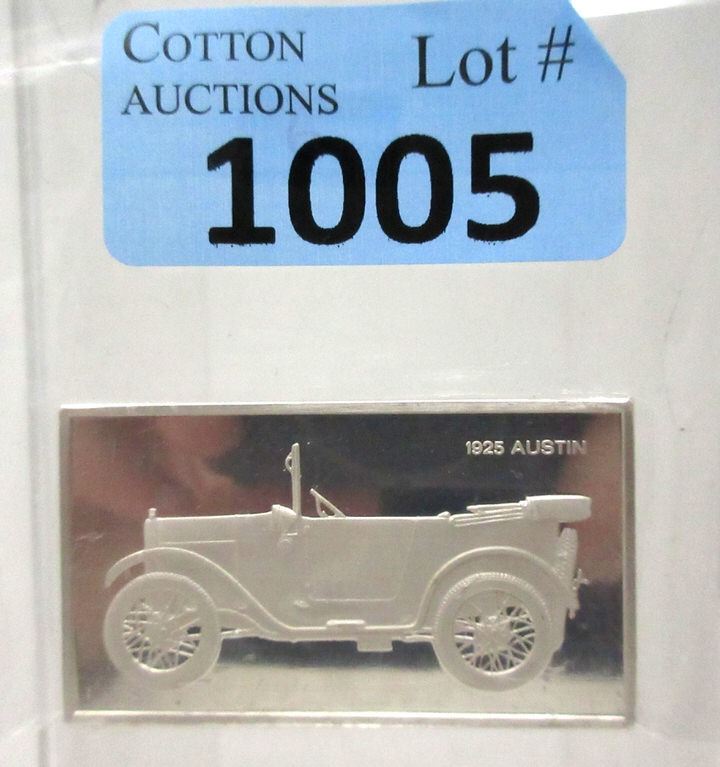 COTTON
AUCTIONS
Lot #
1005
1925 AUSTIN